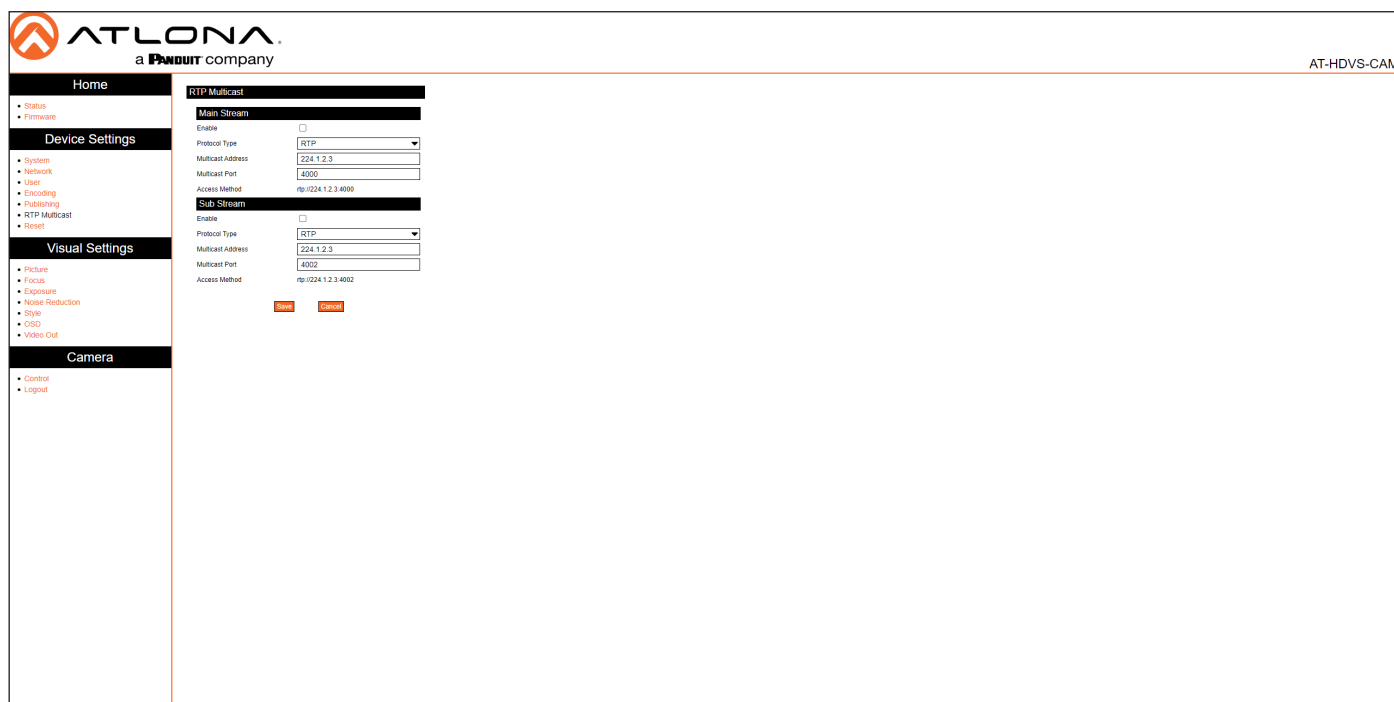 ATLONA.
a PANDUIT company
AT-HDVS-CAM
Home
Status
Firmware
Device Settings
System
Network
User
Encoding
Publishing
RTP Multicast
Reset
Visual Settings
Picture
Focus
Exposure
Noise Reduction
Style
OSD
Video Out
Camera
Control
Logout
RTP Multicast
Main Stream
Enable
Protocol Type RTP
Multicast Address 224.1.2.3
Multicast Port 4000
Access Method rtp://224.1.2.3:4000
Sub Stream
Enable
Protocol Type RTP
Multicast Address 224.1.2.3
Multicast Port 4002
Access Method rtp://224.1.2.3:4002
Save Cancel